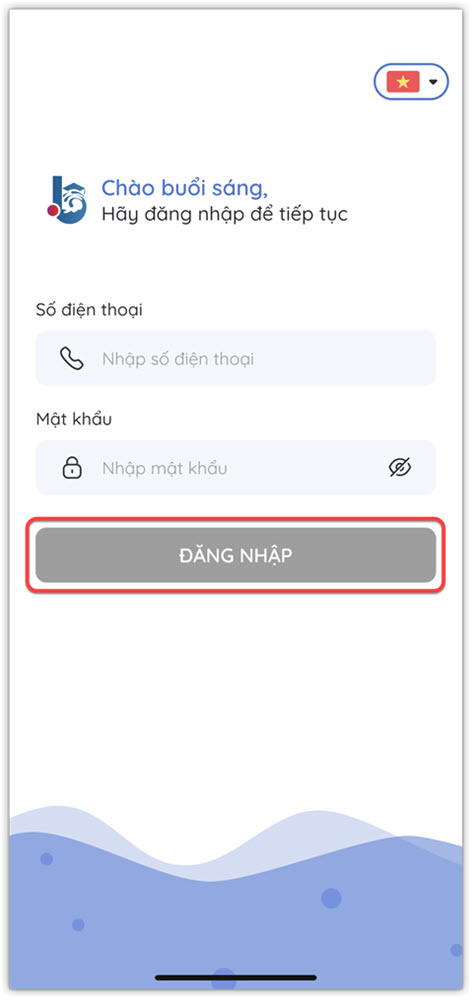 Chào buổi sáng,
Hãy đăng nhập để tiếp tục
Số điện thoại
Nhập số điện thoại
Mật khẩu
Nhập mật khẩu
ĐĂNG NHẬP